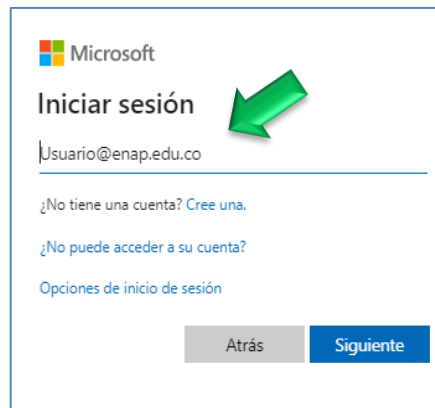 Microsoft
Iniciar sesión
Usuario@enap.edu.co
¿No tiene una cuenta? Cree una.
¿No puede acceder a su cuenta?
Opciones de inicio de sesión
Atrás
Siguiente